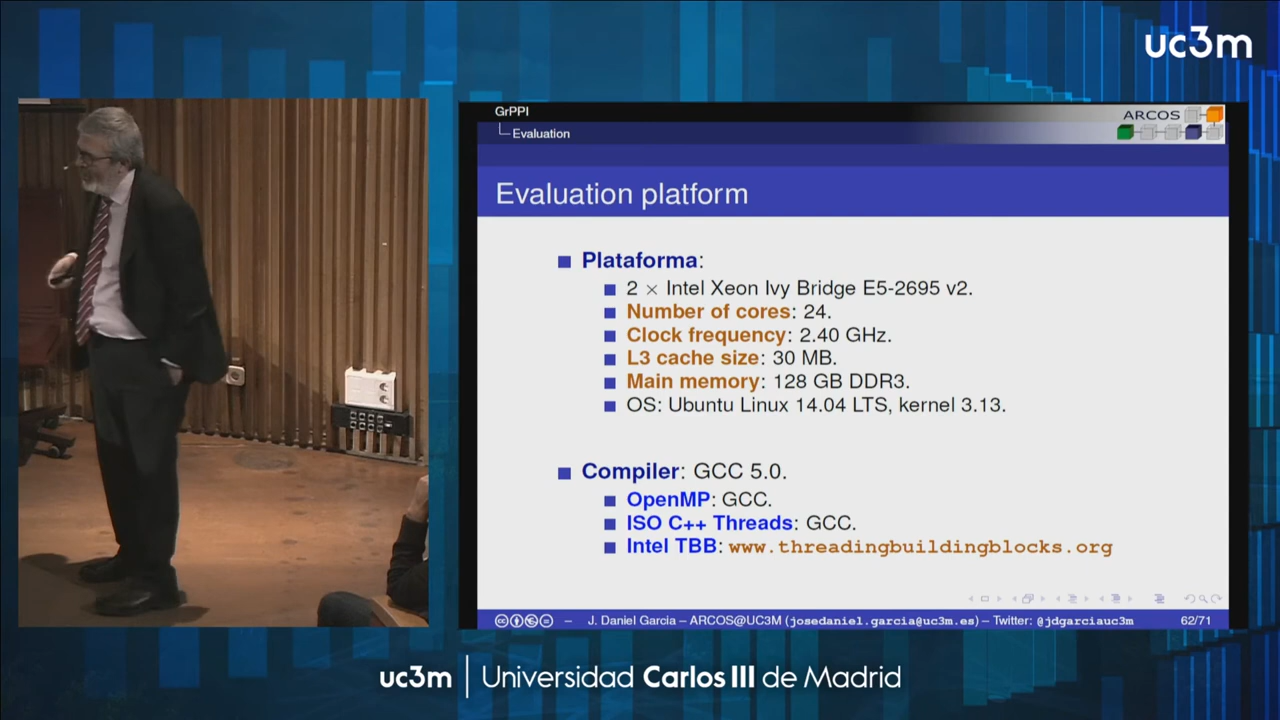 uc3m
GrPPI
Evaluation
ARCOS
Evaluation platform
Plataforma:
2 × Intel Xeon Ivy Bridge E5-2695 v2.
Number of cores: 24.
Clock frequency: 2.40 GHz.
L3 cache size: 30 MB.
Main memory: 128 GB DDR3.
OS: Ubuntu Linux 14.04 LTS, kernel 3.13.
Compiler: GCC 5.0.
OpenMP: GCC.
ISO C++ Threads: GCC.
Intel TBB: www.threadingbuildingblocks.org
– J. Daniel Garcia – ARCOS@UC3M (josedaniel.garcia@uc3m.es) – Twitter: @jdgarciauc3m 62/71
uc3m | Universidad Carlos III de Madrid